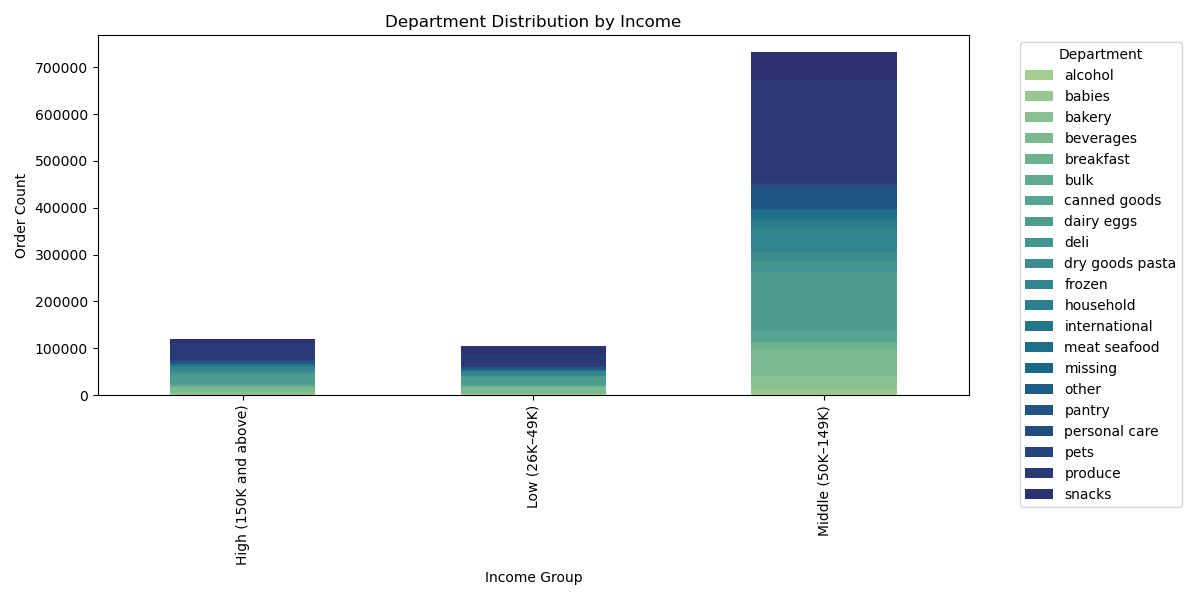 Department Distribution by Income
Order Count
700000
600000
500000
400000
300000
200000
100000
0
High (150K and above)
Low (26K–49K)
Middle (50K–149K)
Income Group
Department
alcohol
babies
bakery
beverages
breakfast
bulk
canned goods
dairy eggs
deli
dry goods pasta
frozen
household
international
meat seafood
missing
other
pantry
personal care
pets
produce
snacks